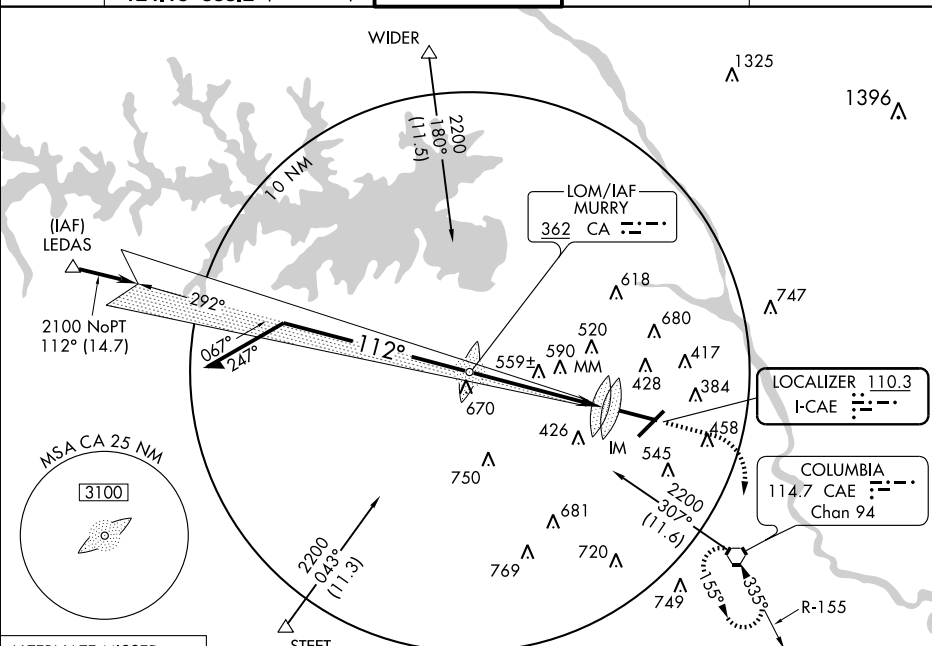 WIDER
1325
1396
2200
180°
(11.5)
10 NM
LOM/IAF
MURRY
362 CA
(IAF)
LEDAS
292°
2100 NoPT
112° (14.7)
067°
247°
112°
618
747
680
520
559± 590 MM
417
428
384
670
LOCALIZER 110.3
I-CAE
426
IM
458
545
MSA CA 25 NM
3100
750
2200
307°
(11.6)
COLUMBIA
114.7 CAE
Chan 94
681
769
720
2200
043°
(11.3)
749
155°
335°
R-155